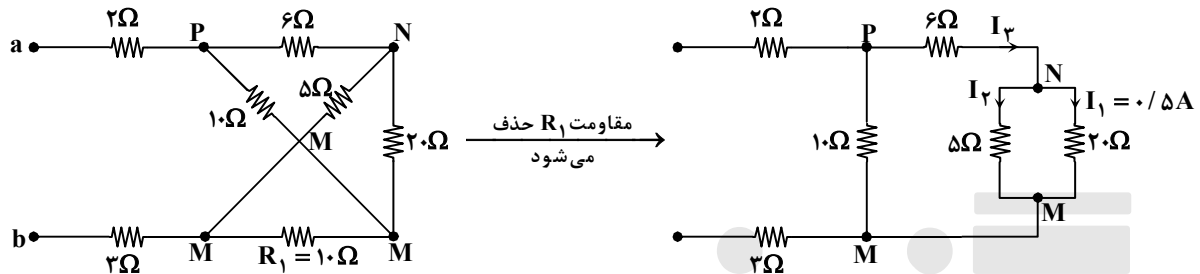 ۲Ω
P
۶Ω
N
a
۵Ω
۱۰Ω
M
۲۰Ω
b
۳Ω
M
R۱ = ۱۰Ω
M
مقاومت R۱ حذف
می‌شود
۲Ω
P
۶Ω
I۳
N
I۲
I۱ = ۰/۵A
۱۰Ω
۵Ω
۲۰Ω
M
۳Ω
M